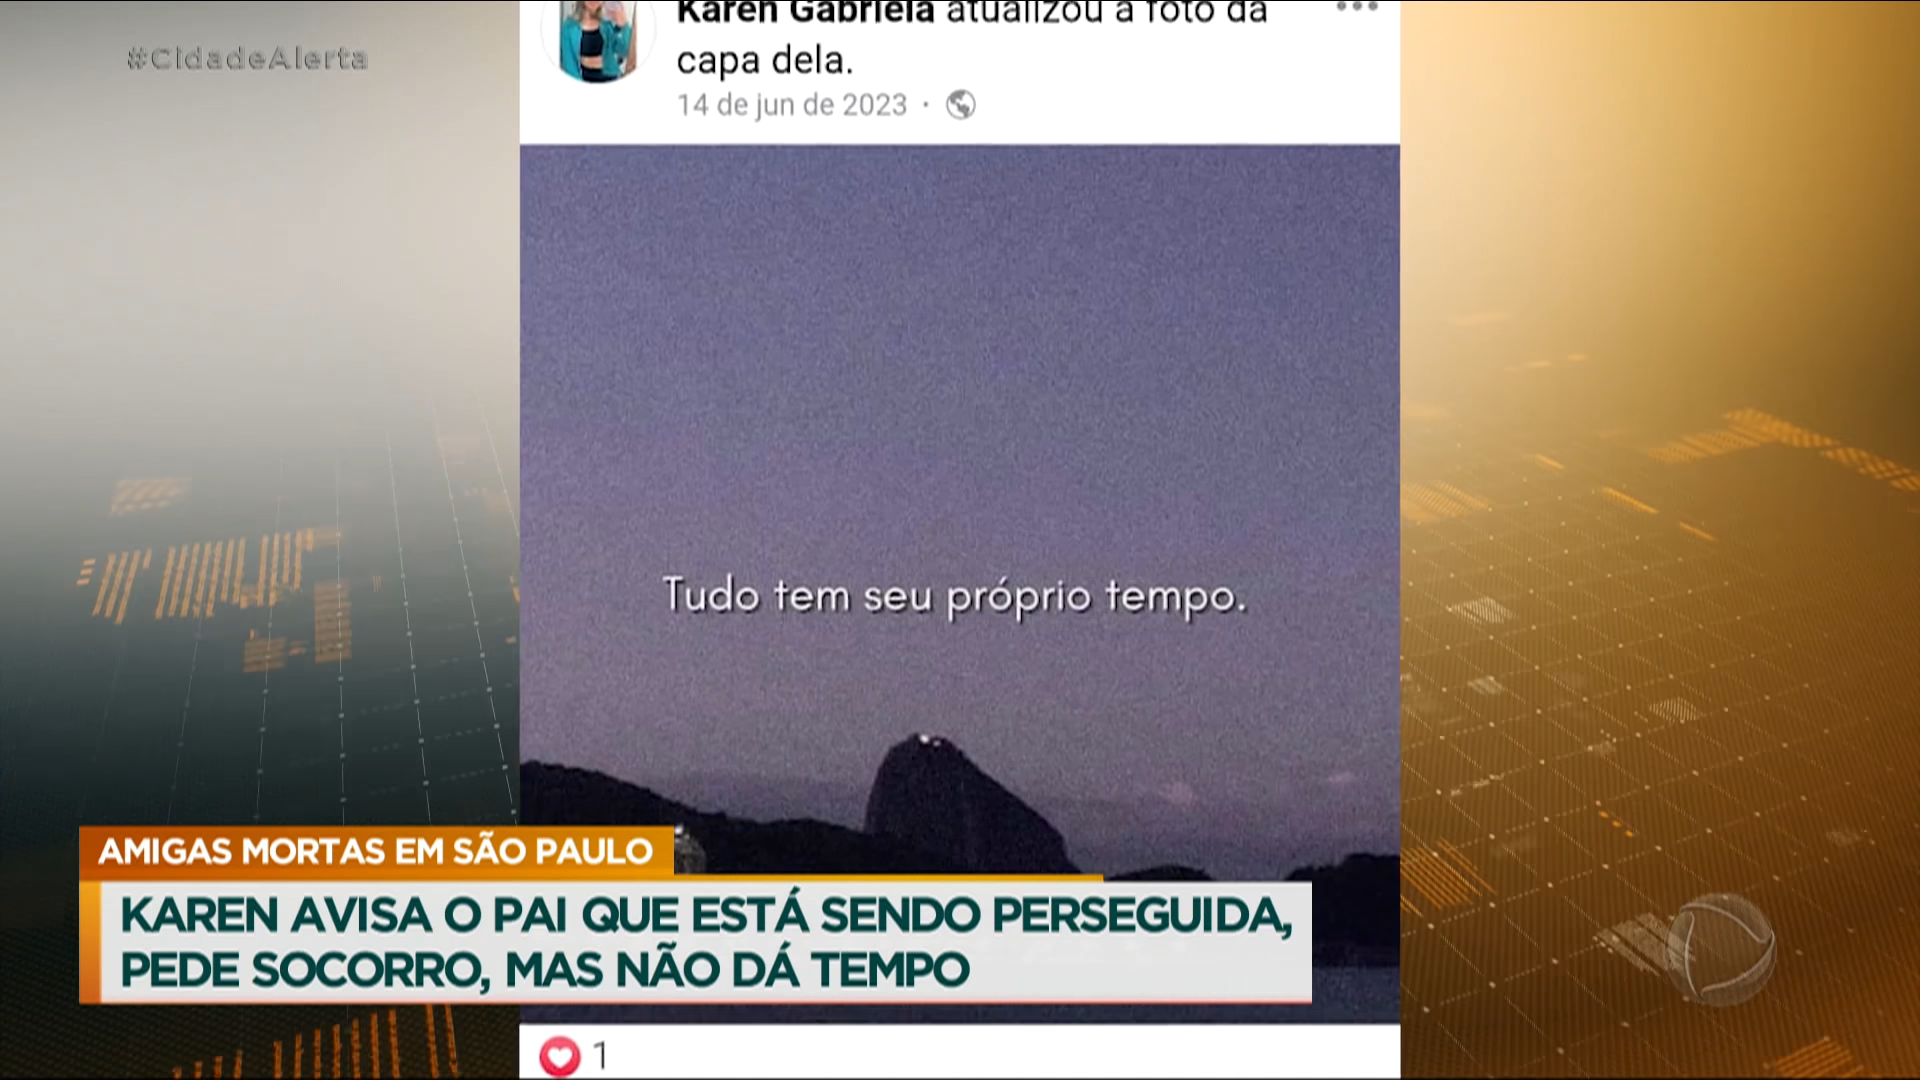 #CidadeAlerta
Karen Gabriela atualizou a foto da
capa dela.
14 de jun de 2023 ·
Tudo tem seu próprio tempo.
AMIGAS MORTAS EM SÃO PAULO
KAREN AVISA O PAI QUE ESTÁ SENDO PERSEGUIDA,
PEDE SOCORRO, MAS NÃO DÁ TEMPO
1